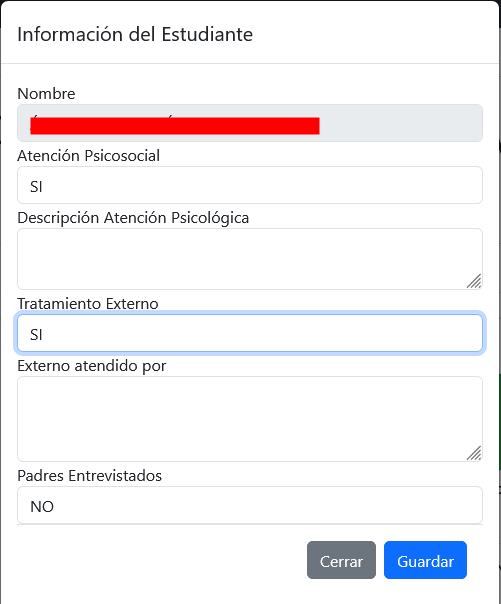 Información del Estudiante
Nombre
Atención Psicosocial
SI
Descripción Atención Psicológica
Tratamiento Externo
SI
Externo atendido por
Padres Entrevistados
NO
Cerrar
Guardar